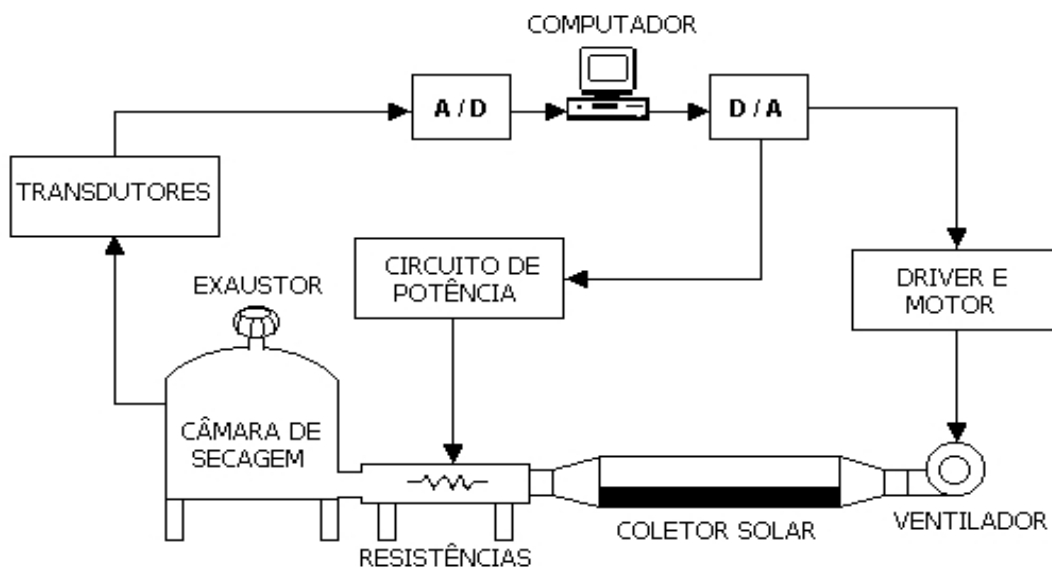 COMPUTADOR
A / D
D / A
TRANSDUTORES
CIRCUITO DE
POTÊNCIA
DRIVER E
MOTOR
EXAUSTOR
CÂMARA DE
SECAGEM
RESISTÊNCIAS
COLETOR SOLAR
VENTILADOR